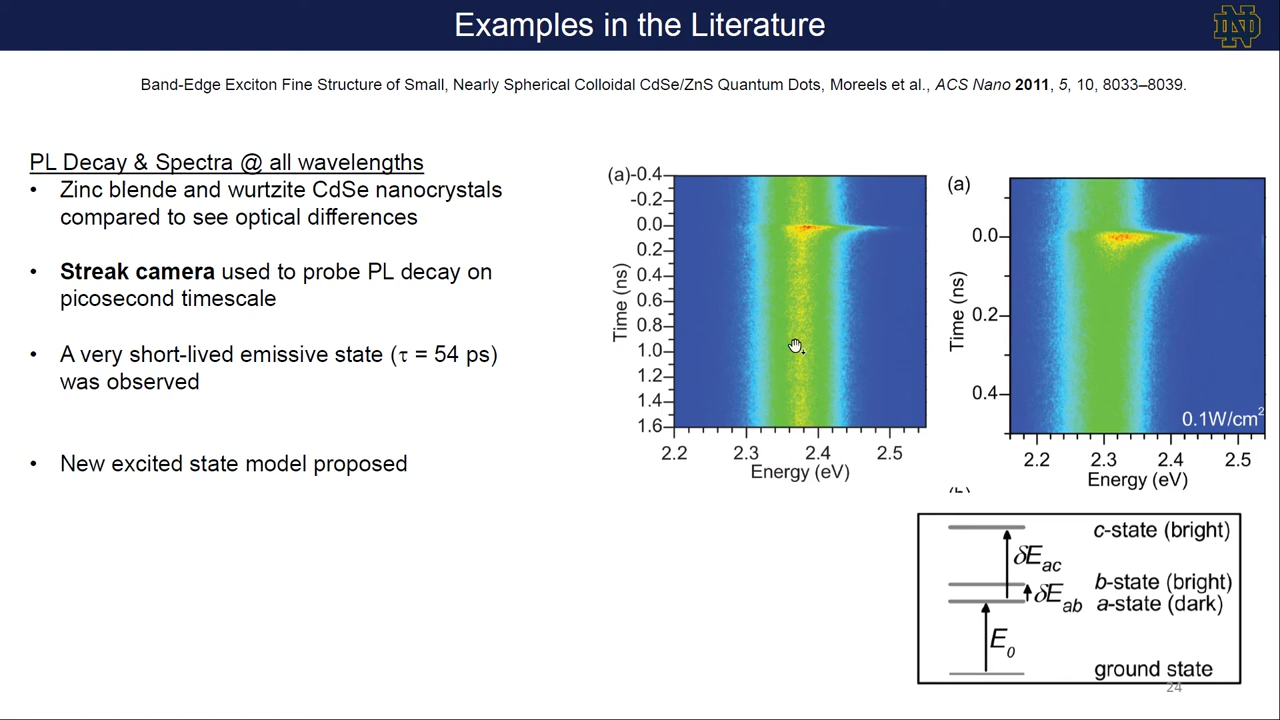 Examples in the Literature
Band-Edge Exciton Fine Structure of Small, Nearly Spherical Colloidal CdSe/ZnS Quantum Dots, Moreels et al., ACS Nano 2011, 5, 10, 8033–8039.
PL Decay & Spectra @ all wavelengths
• Zinc blende and wurtzite CdSe nanocrystals
compared to see optical differences
• Streak camera used to probe PL decay on
picosecond timescale
• A very short-lived emissive state (τ = 54 ps)
was observed
• New excited state model proposed
(a)
-0.4
-0.2
0.0
0.2
0.4
0.6
0.8
1.0
1.2
1.4
1.6
Time (ns)
2.2 2.3 2.4 2.5
Energy (eV)
(a)
0.0
0.2
0.4
Time (ns)
0.1W/cm²
2.2 2.3 2.4 2.5
Energy (eV)
c-state (bright)
δEac
b-state (bright)
δEab
a-state (dark)
E0
ground state
24